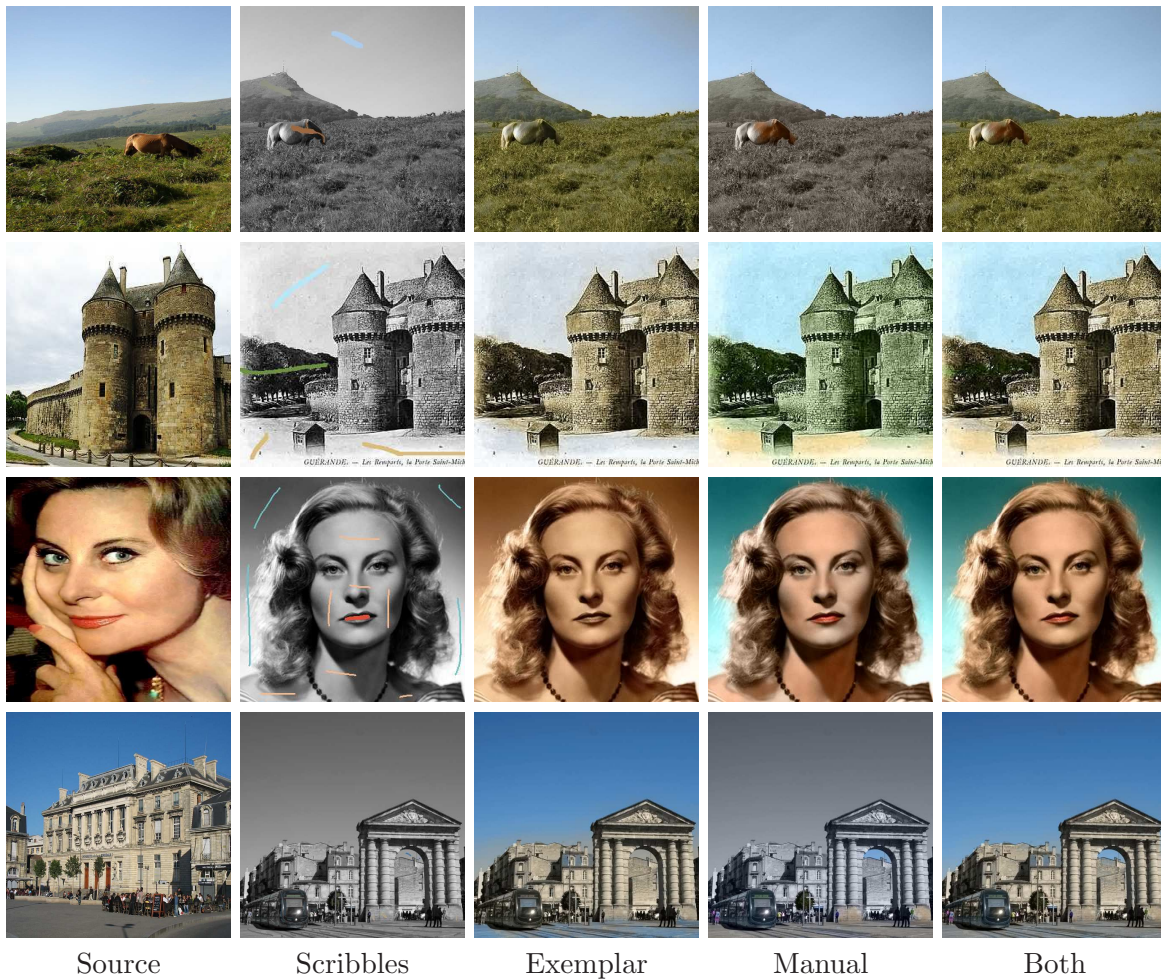 GUÉRANDE. — Les Remparts, la Porte Saint-Mich
GUÉRANDE. — Les Remparts, la Porte Saint-Mich
GUÉRANDE. — Les Remparts, la Porte Saint-Mich
GUÉRANDE. — Les Remparts, la Porte Saint-M
Source Scribbles Exemplar Manual Both